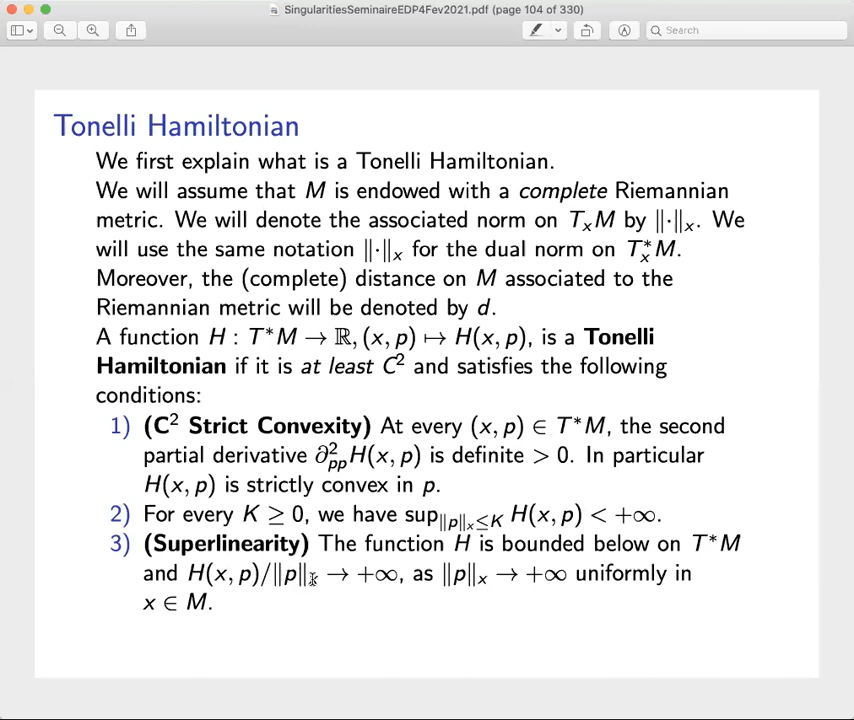 SingularitiesSeminaireEDP4Fev2021.pdf (page 104 of 330)
Search
Tonelli Hamiltonian
We first explain what is a Tonelli Hamiltonian.
We will assume that M is endowed with a complete Riemannian
metric. We will denote the associated norm on TₓM by ‖·‖ₓ. We
will use the same notation ‖·‖ₓ for the dual norm on Tₓ*M.
Moreover, the (complete) distance on M associated to the
Riemannian metric will be denoted by d.
A function H : T*M → ℝ, (x, p) ↦ H(x, p), is a Tonelli
Hamiltonian if it is at least C² and satisfies the following
conditions:
1) (C² Strict Convexity) At every (x, p) ∈ T*M, the second
partial derivative ∂²ₚₚH(x, p) is definite > 0. In particular
H(x, p) is strictly convex in p.
2) For every K ≥ 0, we have sup‖p‖ₓ≤K H(x, p) < +∞.
3) (Superlinearity) The function H is bounded below on T*M
and H(x, p)/‖p‖ₓ → +∞, as ‖p‖ₓ → +∞ uniformly in
x ∈ M.